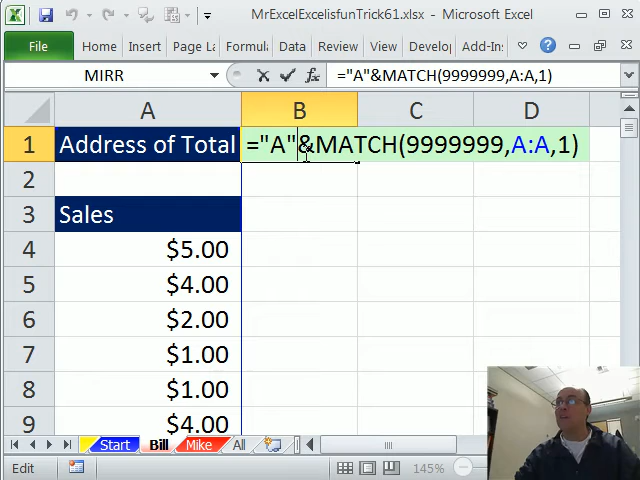 MrExcelExcelisfunTrick61.xlsx - Microsoft Excel
File Home Insert Page La Formula Data Review View Develop Add-Ins
MIRR ="A"&MATCH(9999999,A:A,1)
A B C D
1 Address of Total ="A"&MATCH(9999999,A:A,1)
2
3 Sales
4 $5.00
5 $4.00
6 $2.00
7 $1.00
8 $1.00
9 $4.00
Start Bill Mike All
Edit 145%